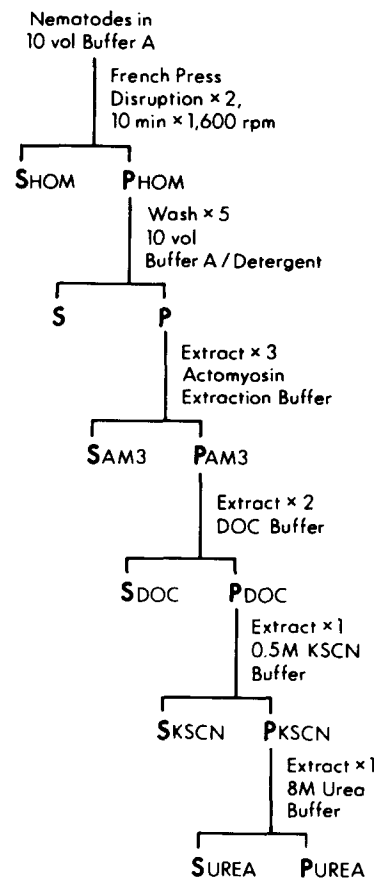 Nematodes in
10 vol Buffer A
French Press
Disruption × 2,
10 min × 1,600 rpm
SHOM PHOM
Wash × 5
10 vol
Buffer A / Detergent
S P
Extract × 3
Actomyosin
Extraction Buffer
SAM3 PAM3
Extract × 2
DOC Buffer
SDOC PDOC
Extract × 1
0.5M KSCN
Buffer
SKSCN PKSCN
Extract × 1
8M Urea
Buffer
SUREA PUREA